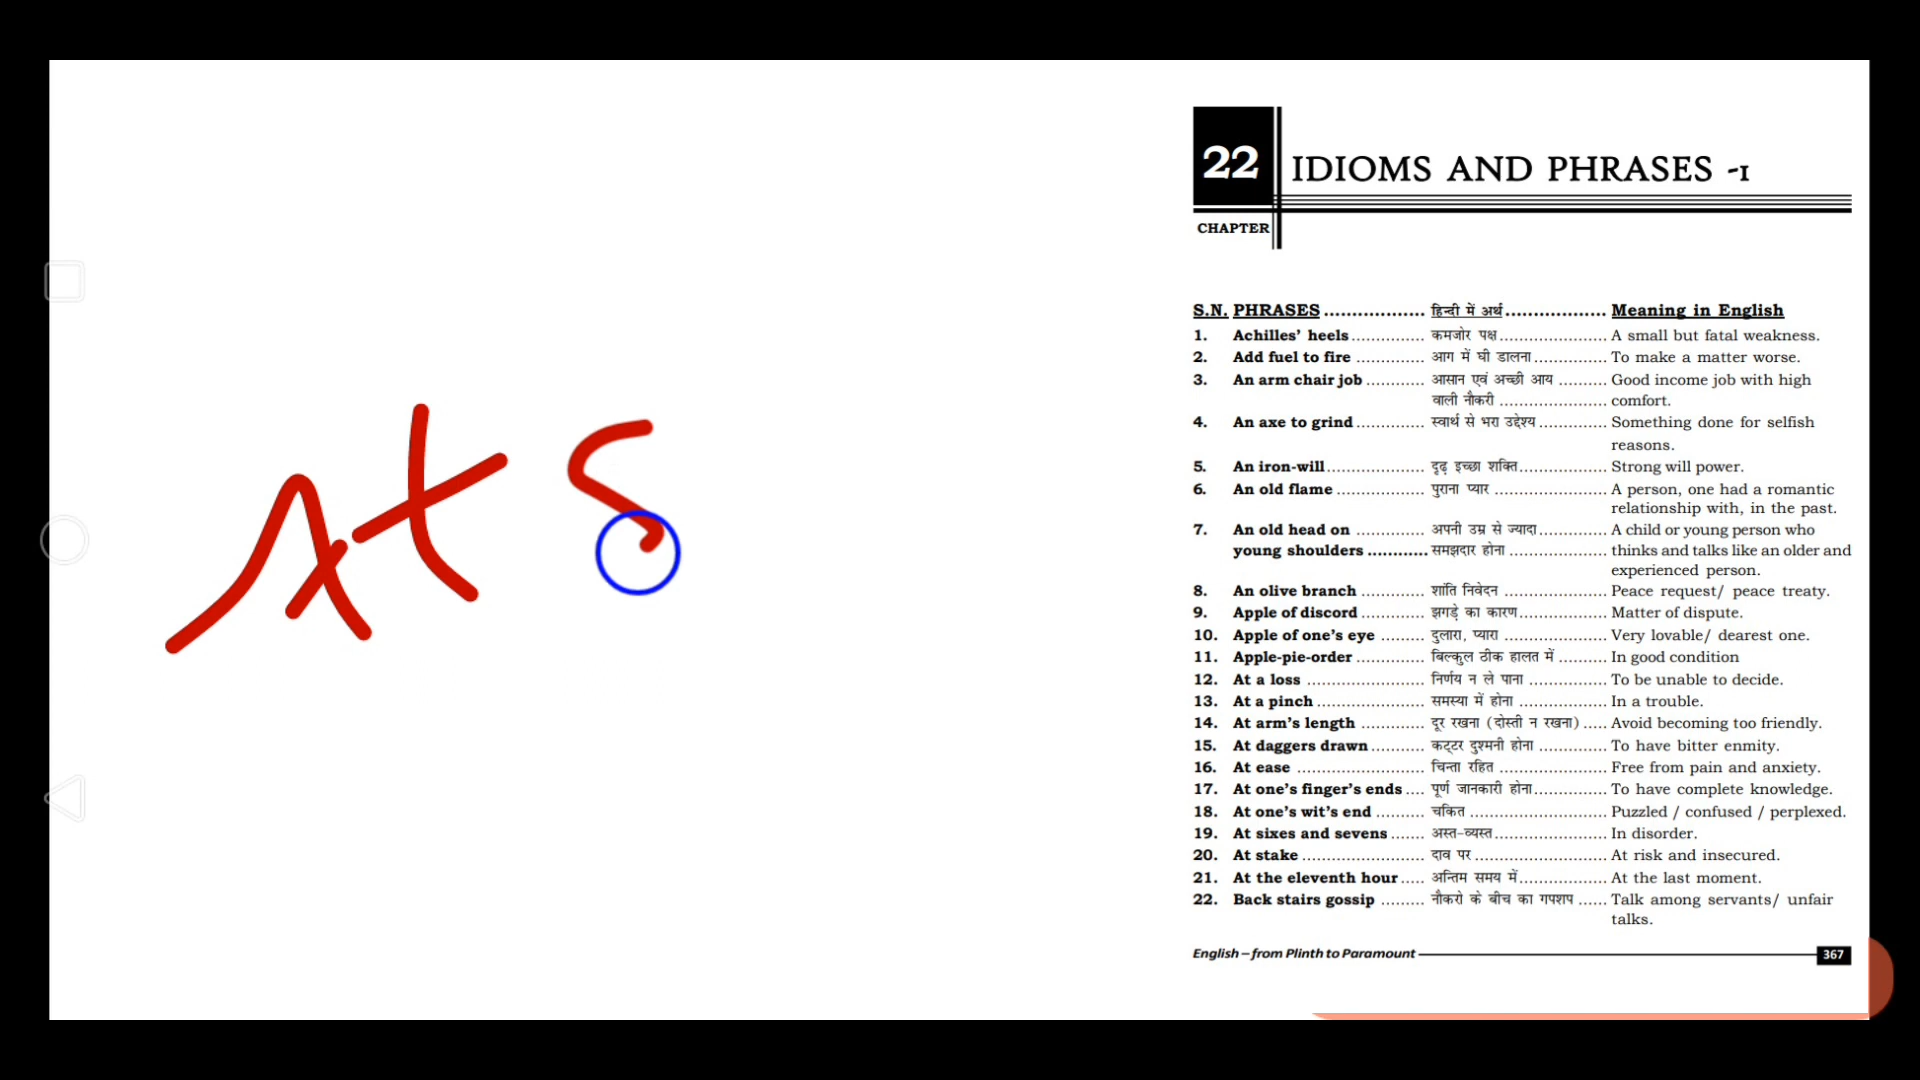 At s
22
IDIOMS AND PHRASES -I
CHAPTER
S.N. PHRASES .................. हिन्दी में अर्थ .................. Meaning in English
1. Achilles’ heels ............... कमजोर पक्ष ...................... A small but fatal weakness.
2. Add fuel to fire .............. आग में घी डालना ............... To make a matter worse.
3. An arm chair job ............ आसान एवं अच्छी आय .......... Good income job with high
वाली नौकरी ...................... comfort.
4. An axe to grind .............. स्वार्थ से भरा उद्देश्य .............. Something done for selfish
reasons.
5. An iron-will .................... दृढ़ इच्छा शक्ति .................. Strong will power.
6. An old flame .................. पुराना प्यार ....................... A person, one had a romantic
relationship with, in the past.
7. An old head on .............. अपनी उम्र से ज्यादा .............. A child or young person who
young shoulders ............ समझदार होना .................... thinks and talks like an older and
experienced person.
8. An olive branch ............. शांति निवेदन ..................... Peace request/ peace treaty.
9. Apple of discord ............. झगड़े का कारण .................. Matter of dispute.
10. Apple of one’s eye ......... दुलारा, प्यारा ..................... Very lovable/ dearest one.
11. Apple-pie-order .............. बिल्कुल ठीक हालत में .......... In good condition
12. At a loss ........................ निर्णय न ले पाना ................ To be unable to decide.
13. At a pinch ...................... समस्या में होना .................. In a trouble.
14. At arm’s length ............. दूर रखना (दोस्ती न रखना) ..... Avoid becoming too friendly.
15. At daggers drawn ........... कट्टर दुश्मनी होना .............. To have bitter enmity.
16. At ease .......................... चिन्ता रहित ...................... Free from pain and anxiety.
17. At one’s finger’s ends .... पूर्ण जानकारी होना ............... To have complete knowledge.
18. At one’s wit’s end .......... चकित ............................ Puzzled / confused / perplexed.
19. At sixes and sevens ....... अस्त-व्यस्त ....................... In disorder.
20. At stake ......................... दाव पर ........................... At risk and insecured.
21. At the eleventh hour ..... अन्तिम समय में .................. At the last moment.
22. Back stairs gossip ......... नौकरो के बीच का गपशप ...... Talk among servants/ unfair
talks.
English – from Plinth to Paramount 367